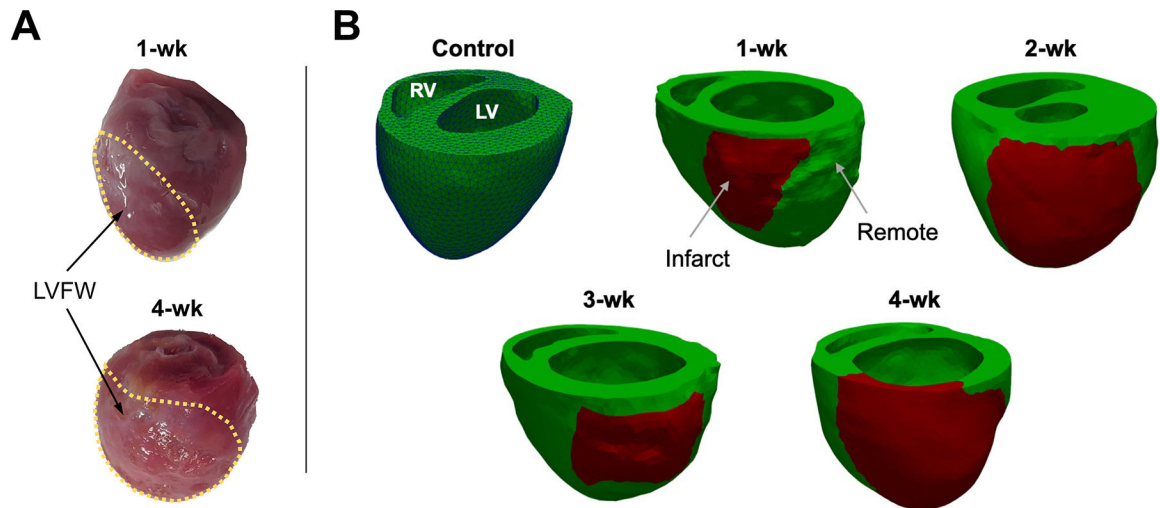 A
1-wk
LVFW
4-wk
B
Control
RV
LV
1-wk
Infarct
Remote
2-wk
3-wk
4-wk